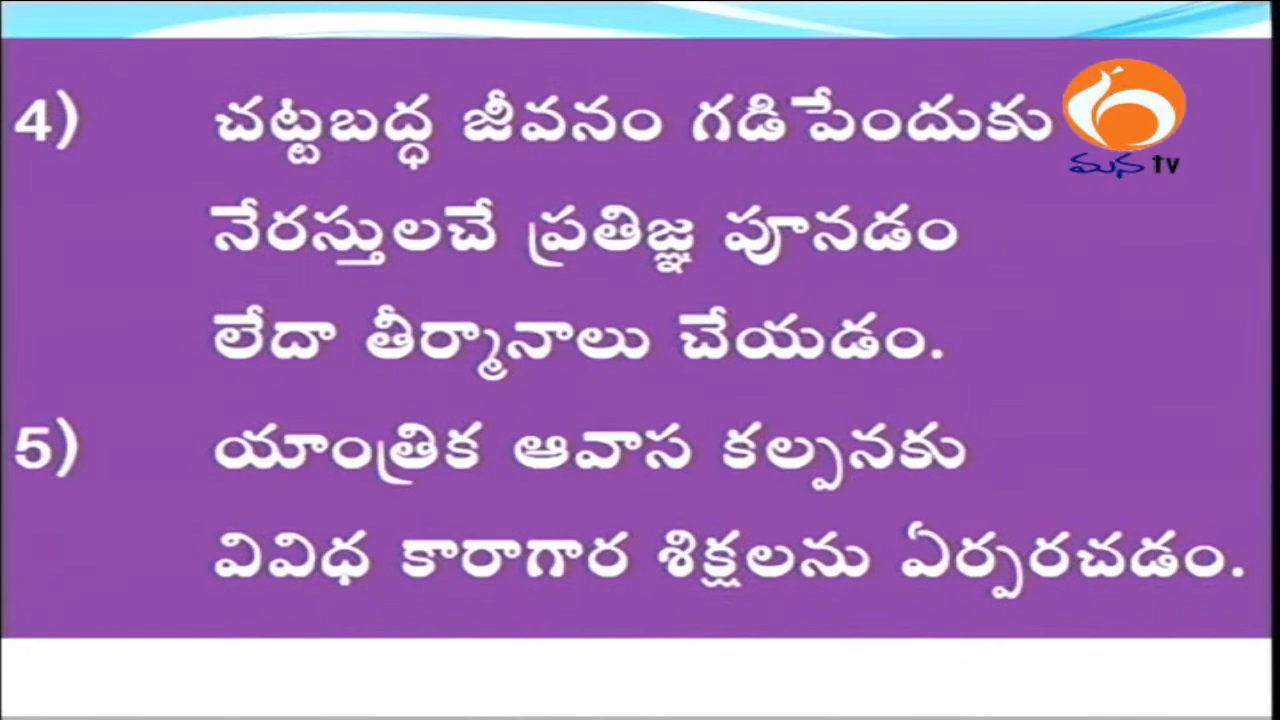 4) చట్టబద్ధ జీవనం గడిపేందుకు
మన tv
నేరస్తులచే ప్రతిజ్ఞ పూనడం
లేదా తీర్మానాలు చేయడం.
5) యాంత్రిక ఆవాస కల్పనకు
వివిధ కారాగార శిక్షలను ఏర్పరచడం.